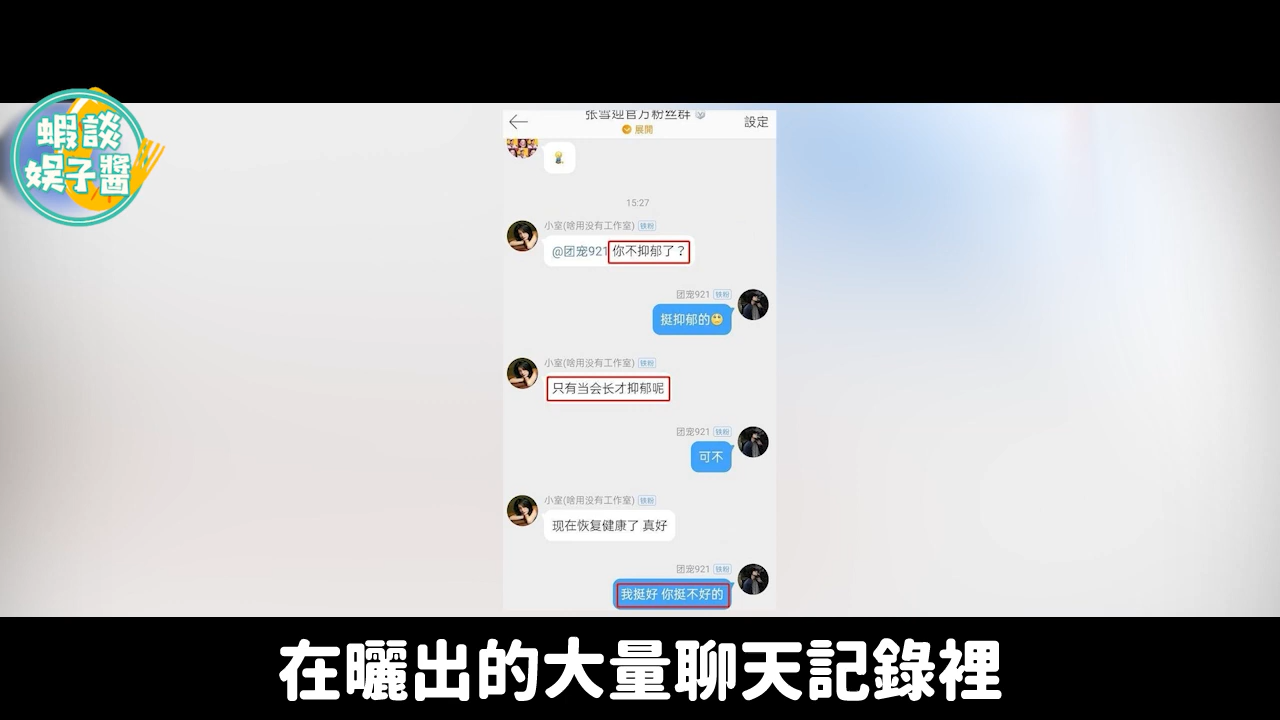 蝦談
娛子醬
张雪迎官方粉丝群
設定
展開
15:27
小室(啥用没有工作室) 铁粉
@团宠921 你不抑郁了？
团宠921 铁粉
挺抑郁的
小室(啥用没有工作室) 铁粉
只有当会长才抑郁呢
团宠921 铁粉
可不
小室(啥用没有工作室) 铁粉
现在恢复健康了 真好
团宠921 铁粉
我挺好 你挺不好的
在曬出的大量聊天記錄裡